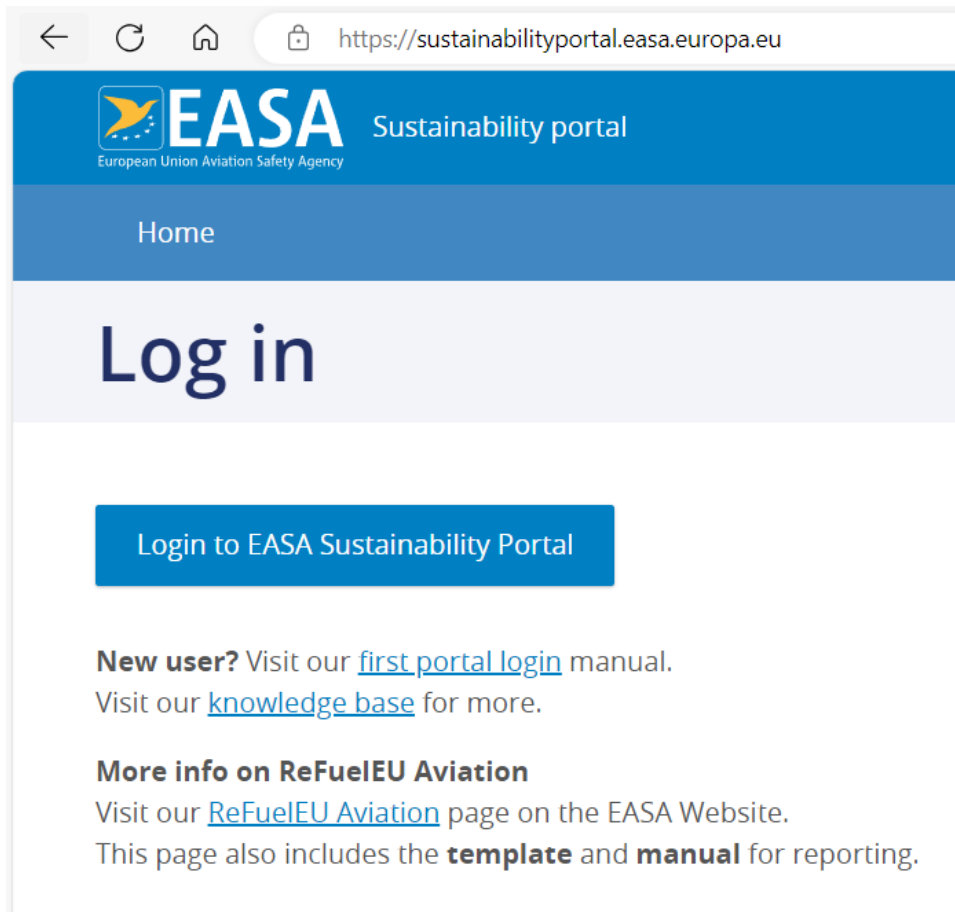 https://sustainabilityportal.easa.europa.eu
EASA
European Union Aviation Safety Agency
Sustainability portal
Home
Log in
Login to EASA Sustainability Portal
New user? Visit our first portal login manual.
Visit our knowledge base for more.
More info on ReFuelEU Aviation
Visit our ReFuelEU Aviation page on the EASA Website.
This page also includes the template and manual for reporting.